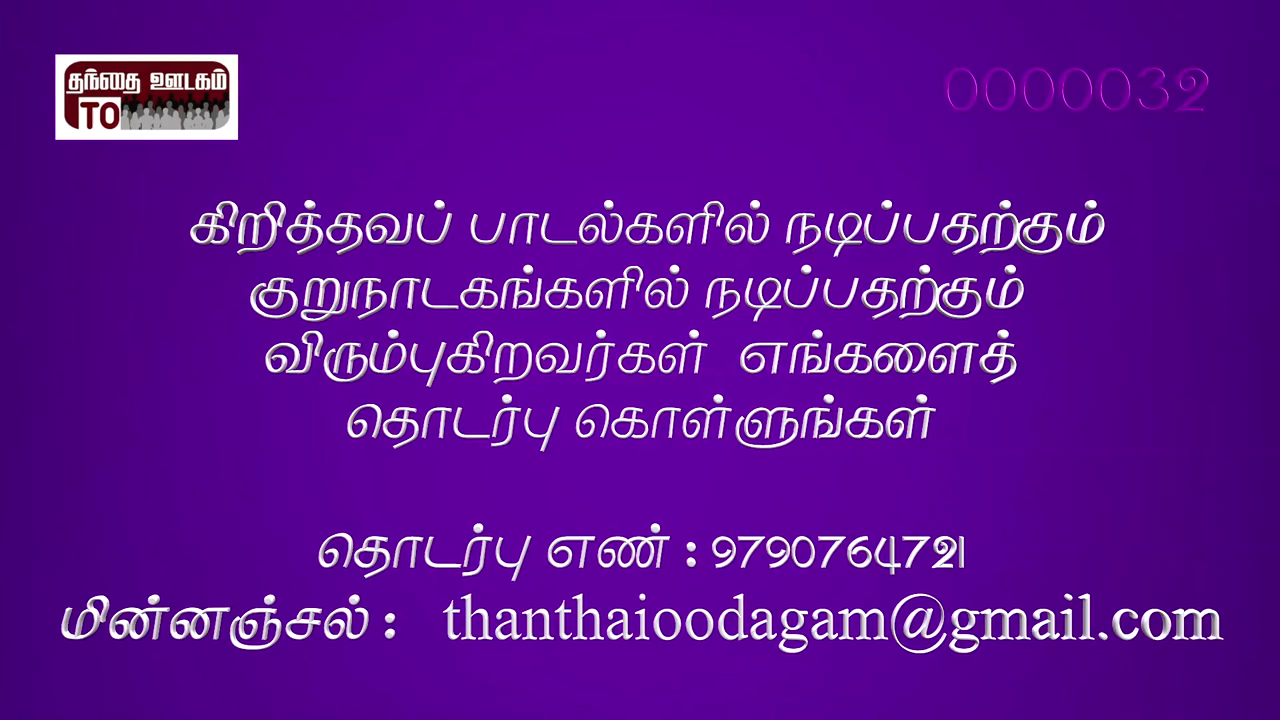 தந்தை ஊடகம்
TO
0000032
கிறித்தவப் பாடல்களில் நடிப்பதற்கும்
குறுநாடகங்களில் நடிப்பதற்கும்
விரும்புகிறவர்கள் எங்களைத்
தொடர்பு கொள்ளுங்கள்
தொடர்பு எண் : 9790764721
மின்னஞ்சல் : thanthaioodagam@gmail.com